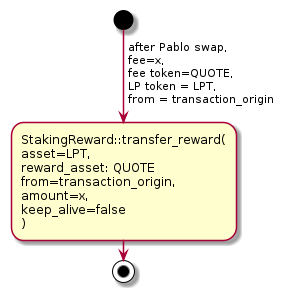 after Pablo swap,
fee=x,
fee token=QUOTE,
LP token = LPT,
from = transaction_origin
StakingReward::transfer_reward(
asset=LPT,
reward_asset: QUOTE
from=transaction_origin,
amount=x,
keep_alive=false
)